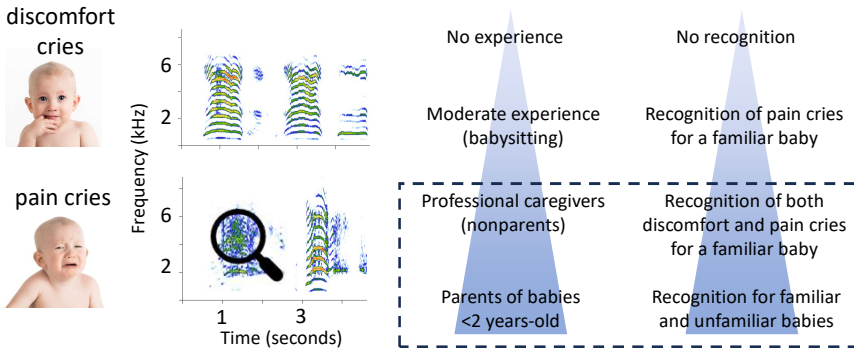 discomfort
cries
pain cries
Frequency (kHz)
6
2
6
2
1
3
Time (seconds)
No experience
No recognition
Moderate experience
(babysitting)
Recognition of pain cries
for a familiar baby
Professional caregivers
(nonparents)
Recognition of both
discomfort and pain cries
for a familiar baby
Parents of babies
<2 years-old
Recognition for familiar
and unfamiliar babies